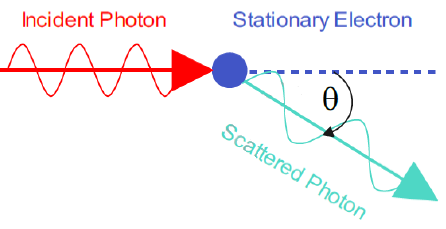 Incident Photon
Stationary Electron
θ
Scattered Photon